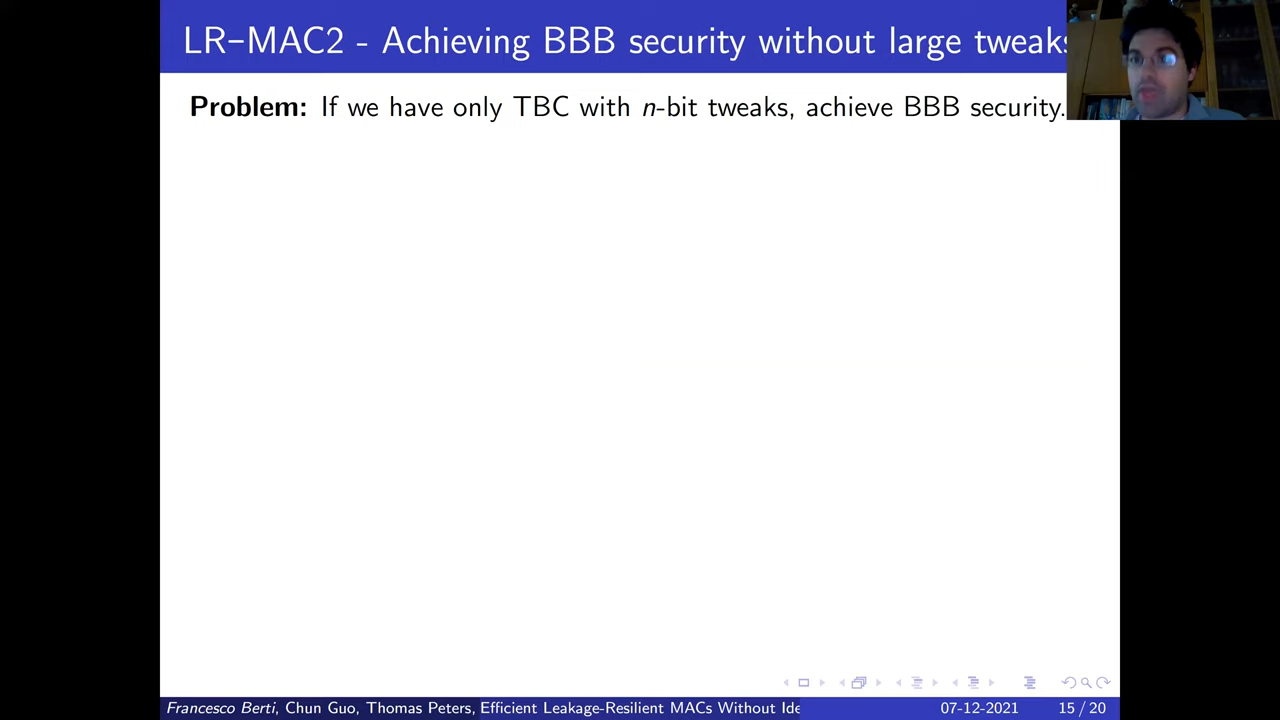 LR–MAC2 - Achieving BBB security without large tweaks
Problem: If we have only TBC with n-bit tweaks, achieve BBB security.
Francesco Berti, Chun Guo, Thomas Peters, Efficient Leakage-Resilient MACs Without Ide 07-12-2021 15 / 20